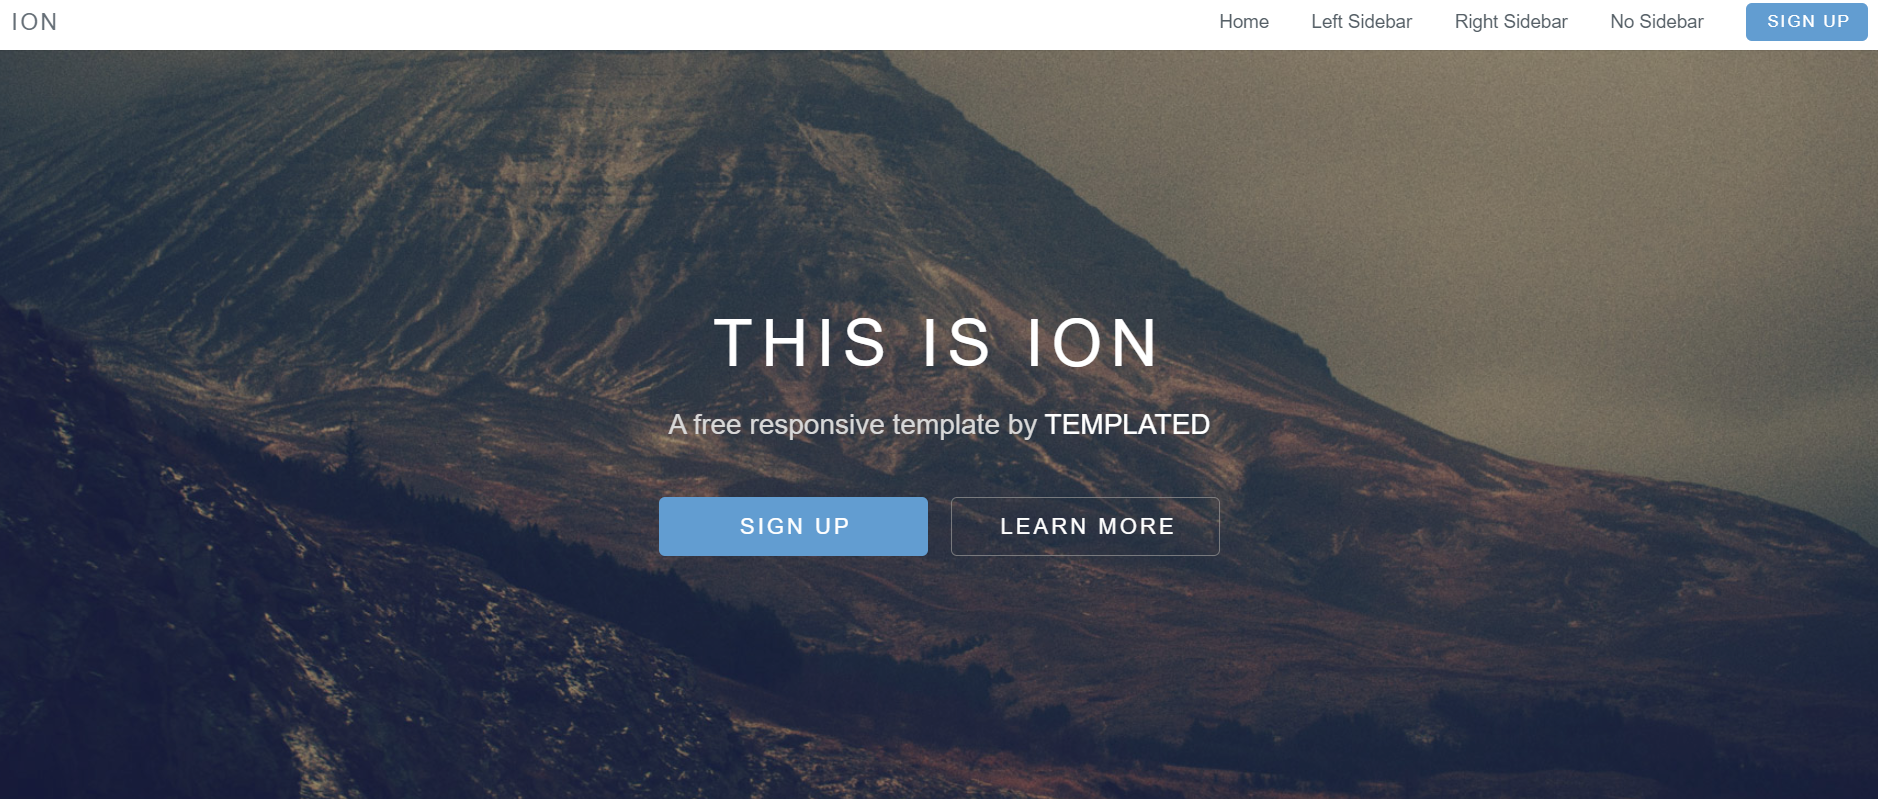 ION
Home Left Sidebar Right Sidebar No Sidebar SIGN UP
THIS IS ION
A free responsive template by TEMPLATED
SIGN UP LEARN MORE